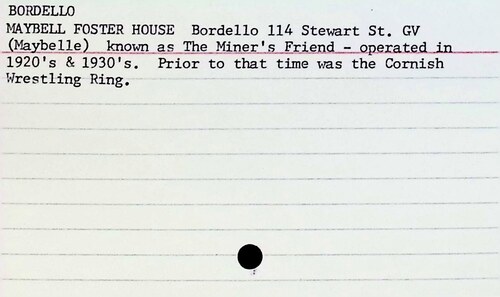 BORDELLO
MAYBELL FOSTER HOUSE  Bordello 114 Stewart St. GV
(Maybelle)  known as The Miner's Friend - operated in
1920's & 1930's.  Prior to that time was the Cornish
Wrestling Ring.